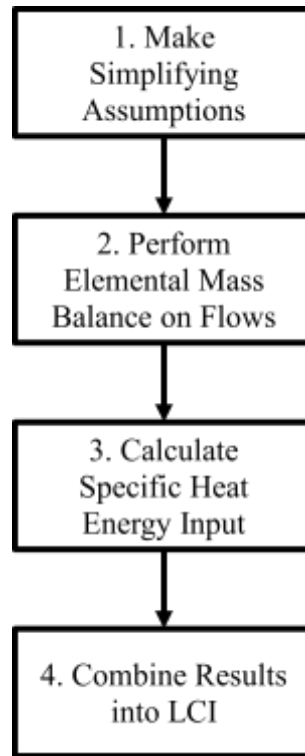 1. Make
Simplifying
Assumptions
2. Perform
Elemental Mass
Balance on Flows
3. Calculate
Specific Heat
Energy Input
4. Combine Results
into LCI